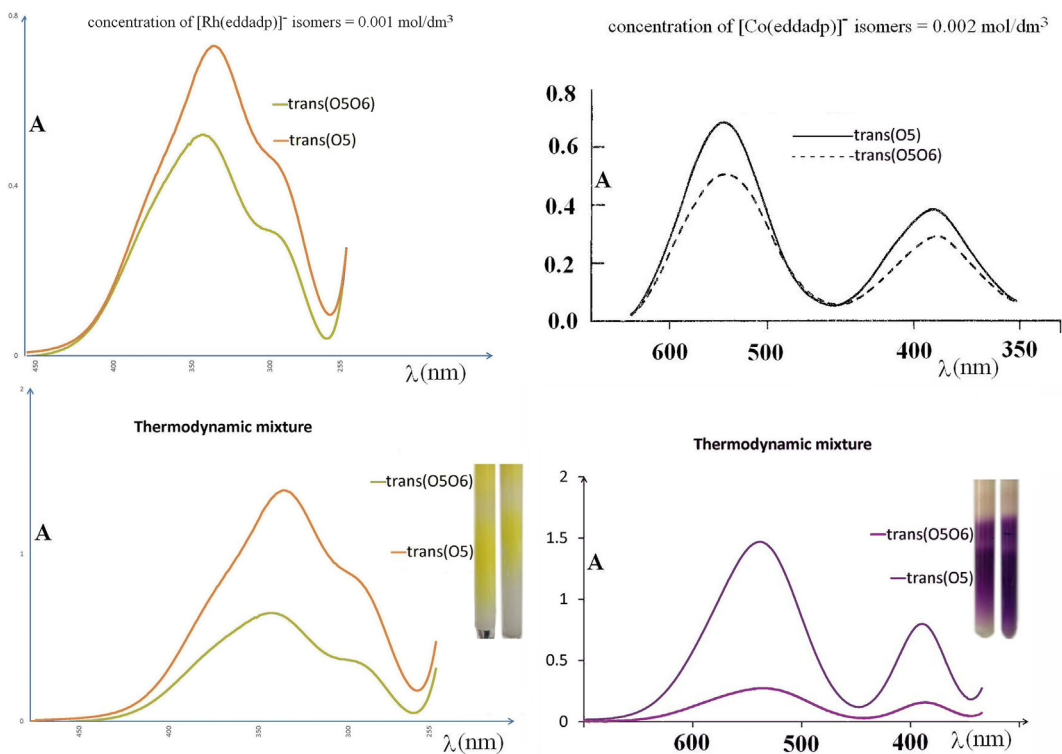 concentration of [Rh(eddadp)]⁻ isomers = 0.001 mol/dm³
0.8
trans(O5O6)
A
trans(O5)
0.4
0
450
400
350
300
255
λ(nm)
concentration of [Co(eddadp)]⁻ isomers = 0.002 mol/dm³
0.8
trans(O5)
0.6
trans(O5O6)
A
0.4
0.2
0.0
600
500
400
350
λ(nm)
2
Thermodynamic mixture
trans(O5O6)
A
trans(O5)
1
0
450
400
350
300
255
λ(nm)
Thermodynamic mixture
2
trans(O5O6)
1.5
A
trans(O5)
1
0.5
0
600
500
400
λ(nm)